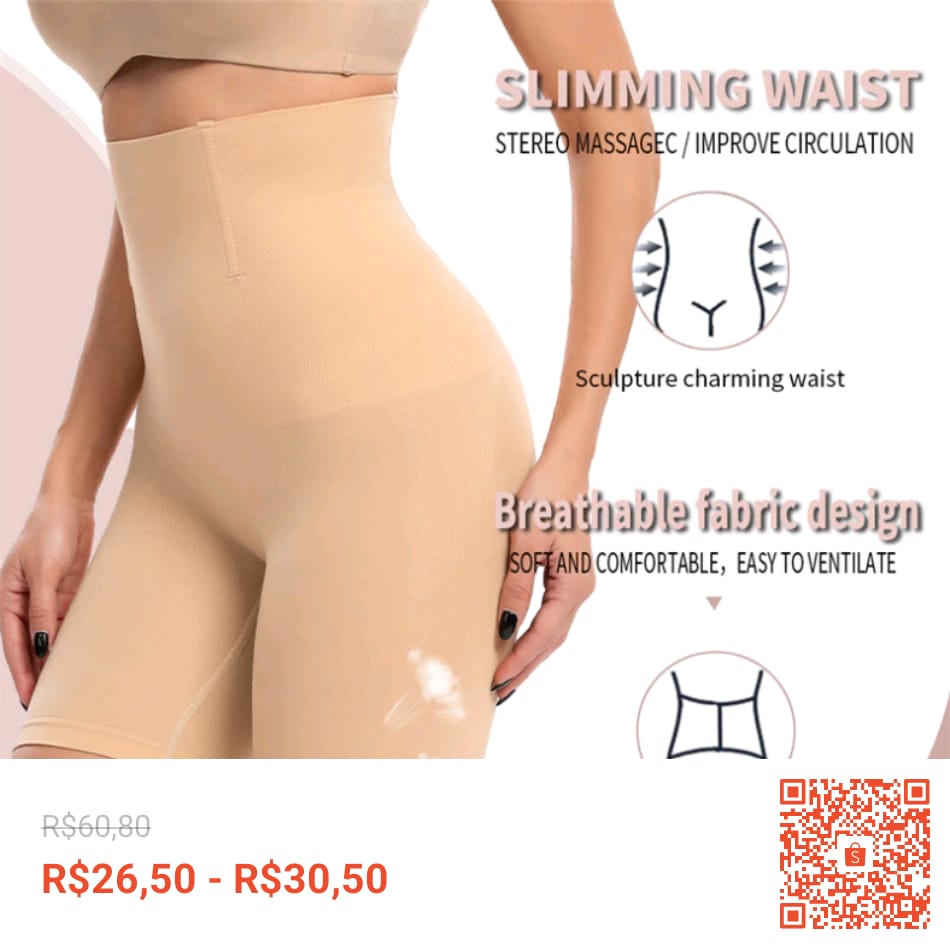 SLIMMING WAIST
STEREO MASSAGEC / IMPROVE CIRCULATION
Sculpture charming waist
Breathable fabric design
SOFT AND COMFORTABLE, EASY TO VENTILATE
R$60,80
R$26,50 - R$30,50
S